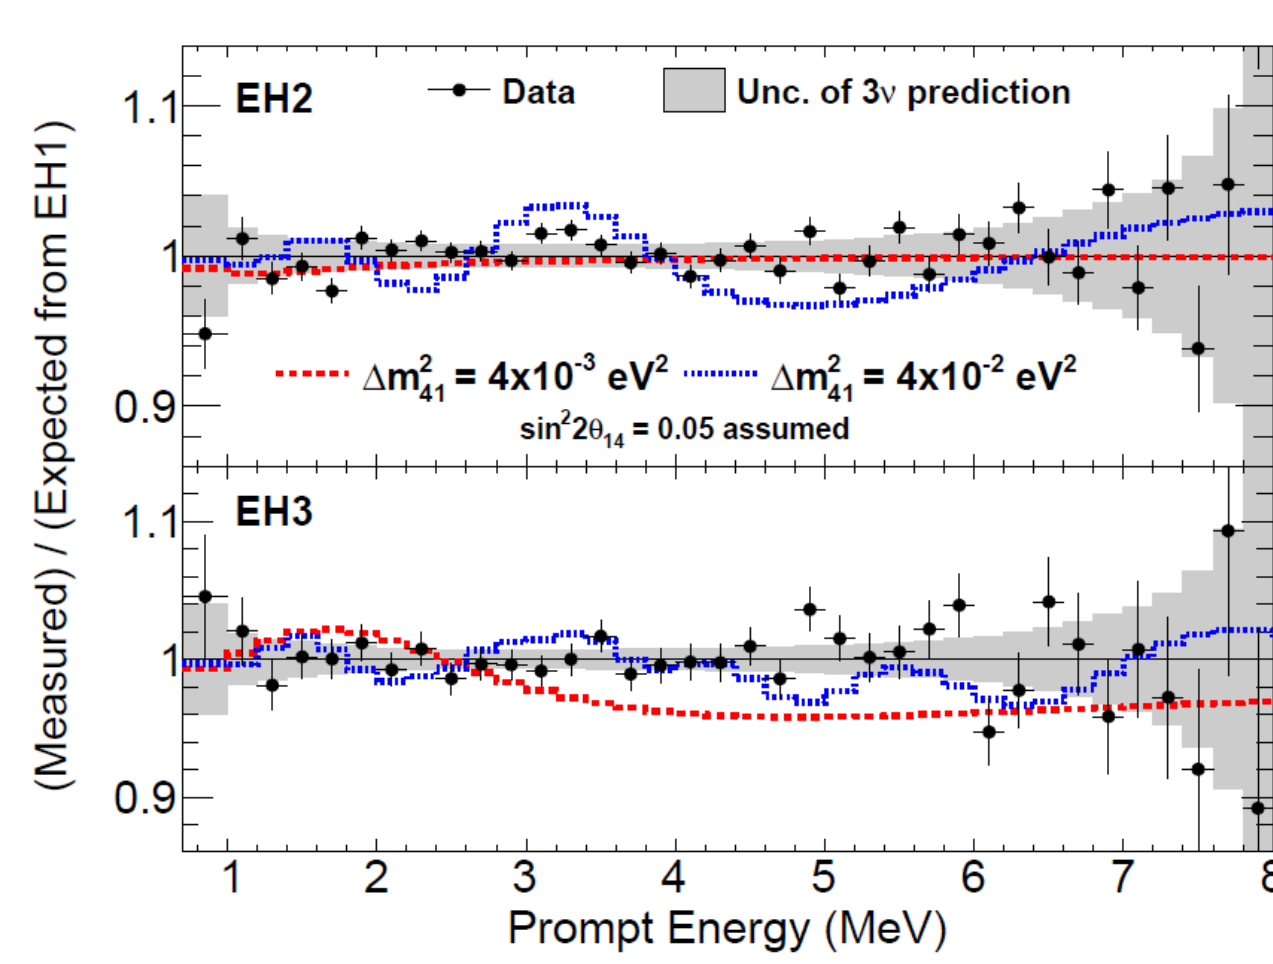 (Measured) / (Expected from EH1)
EH2 Data Unc. of 3ν prediction
1.1
1
0.9
Δm²₄₁ = 4x10⁻³ eV² Δm²₄₁ = 4x10⁻² eV²
sin²2θ₁₄ = 0.05 assumed
EH3
1.1
1
0.9
1 2 3 4 5 6 7 8
Prompt Energy (MeV)